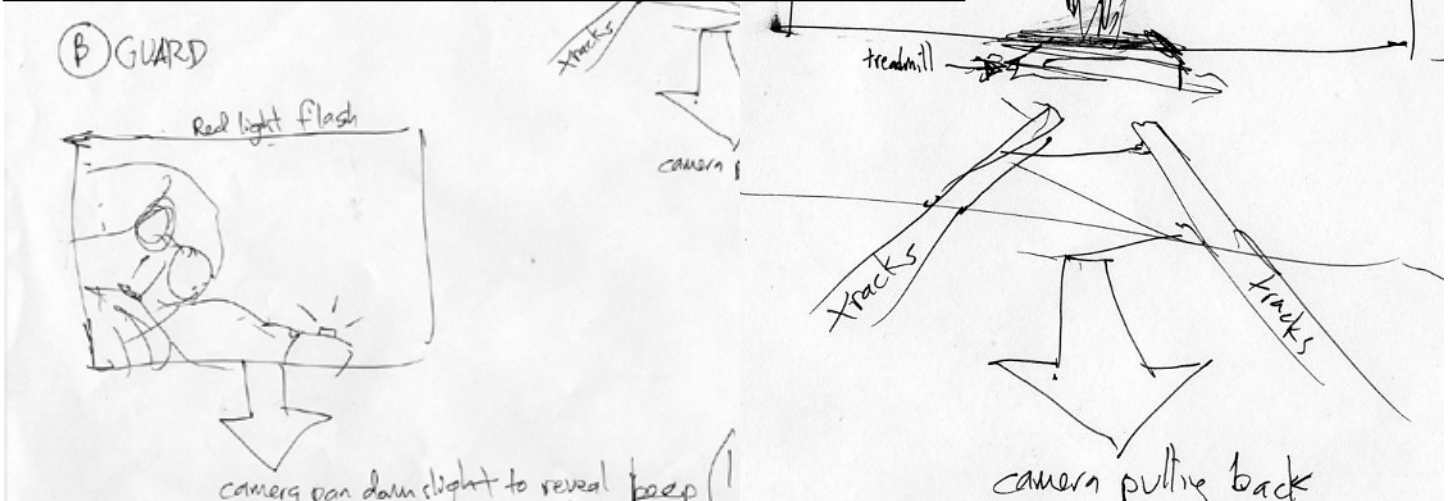 B GUARD
Red light flash
tracks
camera
camera pan down slight to reveal beep
treadmill
tracks
tracks
camera pulling back